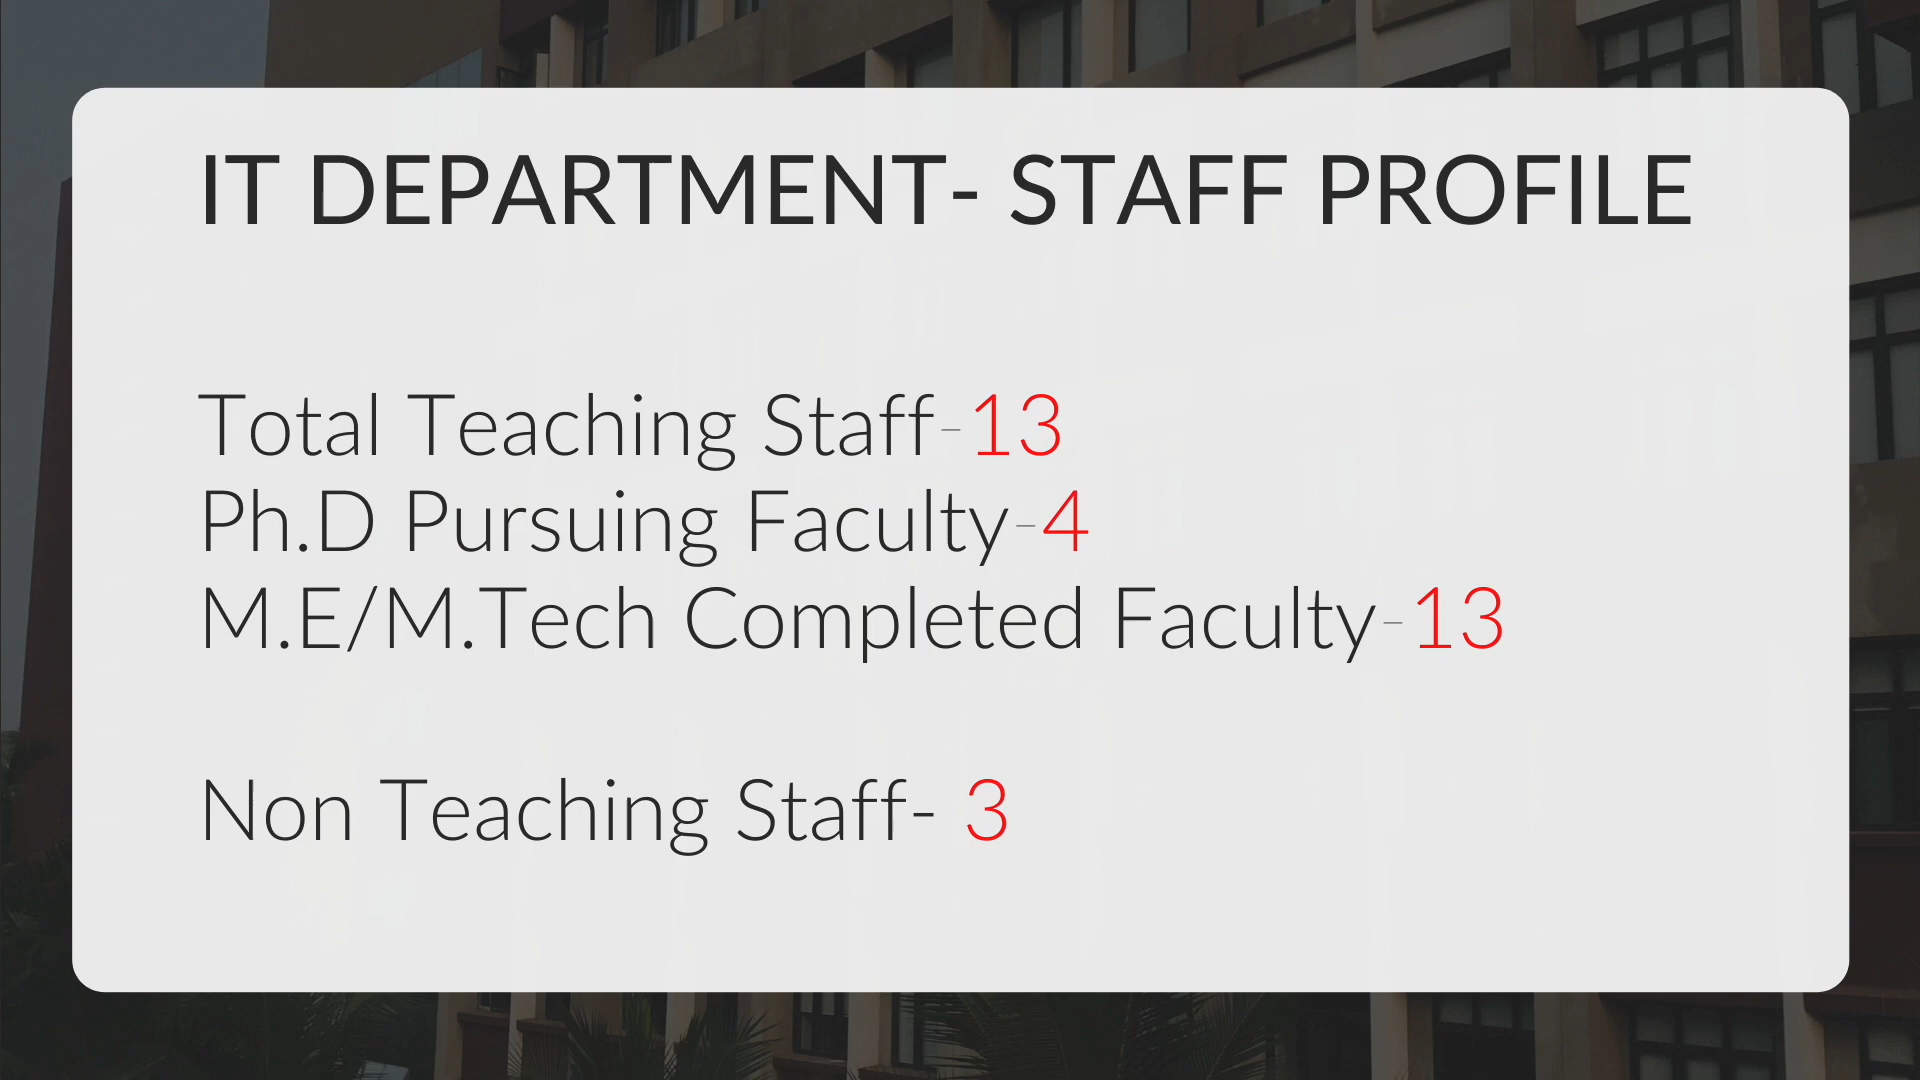 IT DEPARTMENT- STAFF PROFILE
Total Teaching Staff-13
Ph.D Pursuing Faculty-4
M.E/M.Tech Completed Faculty-13
Non Teaching Staff- 3